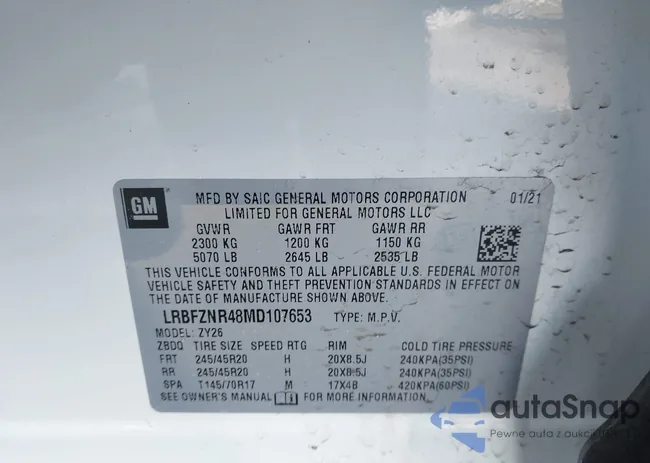 GM
MFD BY SAIC GENERAL MOTORS CORPORATION 01/21
LIMITED FOR GENERAL MOTORS LLC
GVWR GAWR FRT GAWR RR
2300 KG 1200 KG 1150 KG
5070 LB 2645 LB 2535 LB
THIS VEHICLE CONFORMS TO ALL APPLICABLE U.S. FEDERAL MOTOR
VEHICLE SAFETY AND THEFT PREVENTION STANDARDS IN EFFECT ON
THE DATE OF MANUFACTURE SHOWN ABOVE.
LRBFZNR48MD107653 TYPE: M.P.V.
MODEL: ZY26
ZBDQ TIRE SIZE SPEED RTG RIM COLD TIRE PRESSURE
FRT 245/45R20 H 20X8.5J 240KPA(35PSI)
RR 245/45R20 H 20X8.5J 240KPA(35PSI)
SPA T145/70R17 M 17X4B 420KPA(60PSI)
SEE OWNER'S MANUAL FOR MORE INFORMATION.
autaSnap
Pewne auta z aukcji